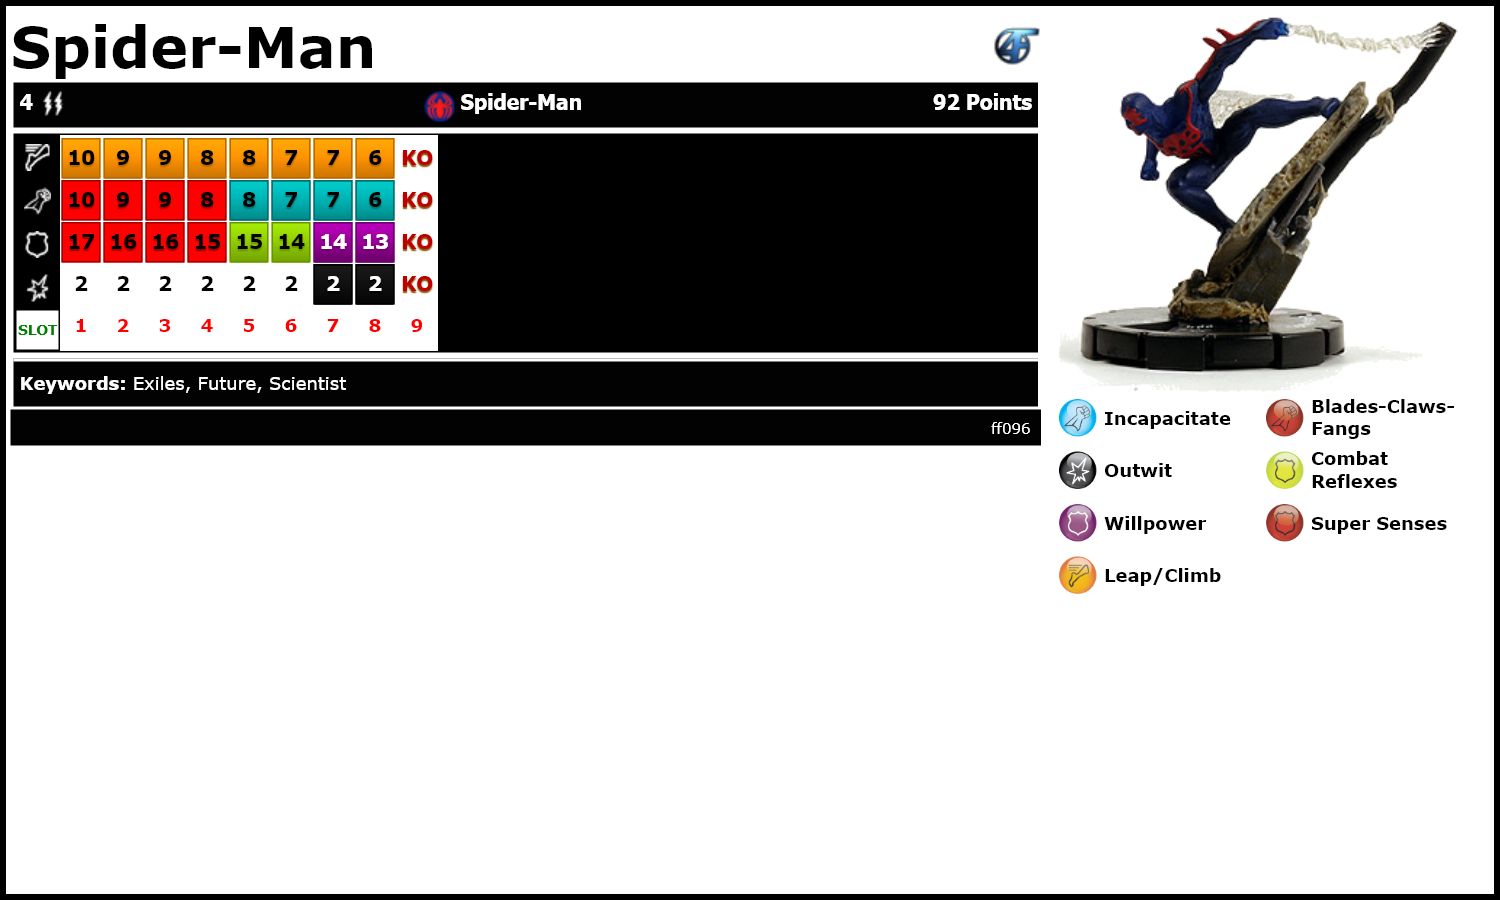 Spider-Man
4 Spider-Man 92 Points
10 9 9 8 8 7 7 6 KO
10 9 9 8 8 7 7 6 KO
17 16 16 15 15 14 14 13 KO
2 2 2 2 2 2 2 2 KO
SLOT 1 2 3 4 5 6 7 8 9
Keywords: Exiles, Future, Scientist
ff096
Incapacitate
Blades-Claws-
Fangs
Outwit
Combat
Reflexes
Willpower
Super Senses
Leap/Climb